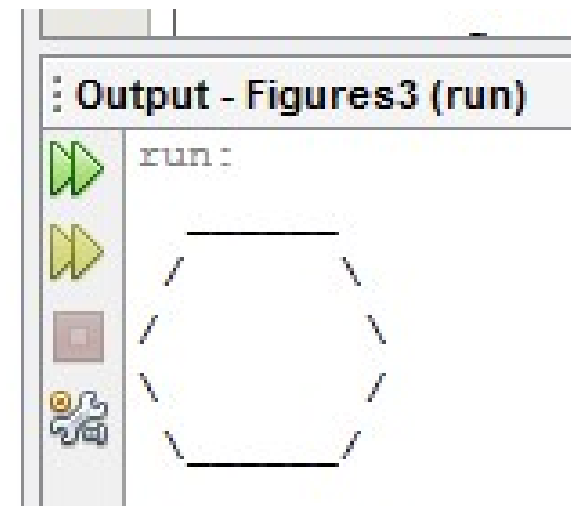 Output - Figures3 (run)
run:
  ______
 /      \
/        \
\        /
 \______/